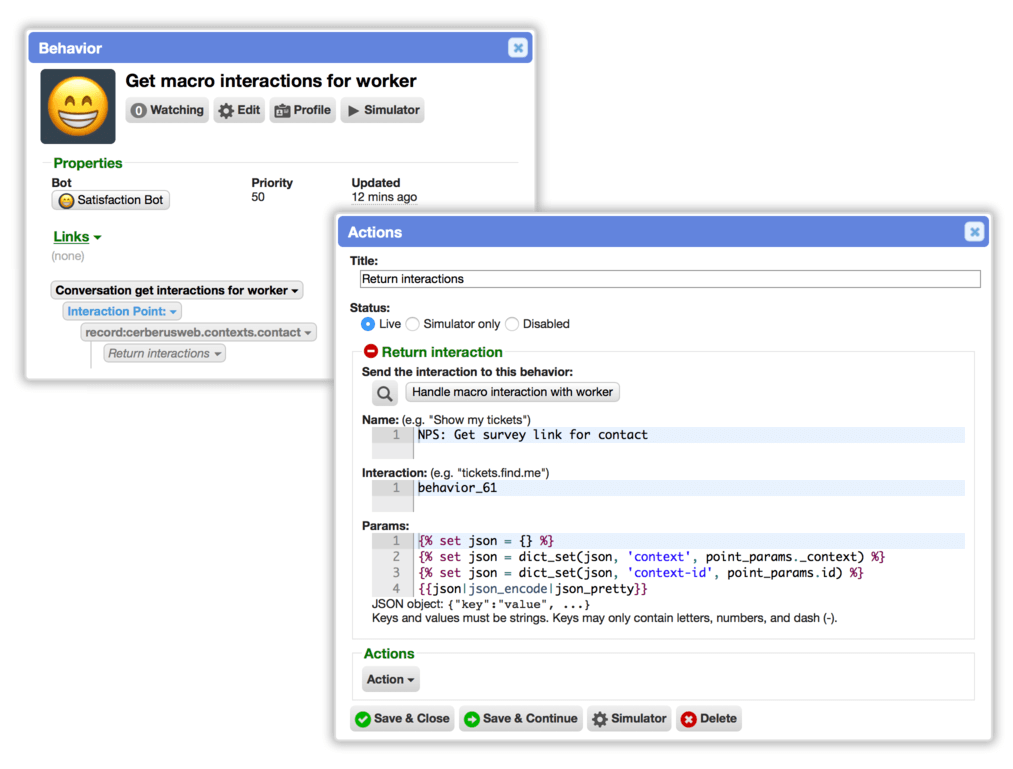 Behavior
Get macro interactions for worker
0 Watching Edit Profile Simulator
Properties
Bot Priority Updated
Satisfaction Bot 50 12 mins ago
Links
(none)
Conversation get interactions for worker
Interaction Point:
record:cerberusweb.contexts.contact
Return interactions
Actions
Title:
Return interactions
Status:
Live Simulator only Disabled
Return interaction
Send the interaction to this behavior:
Handle macro interaction with worker
Name: (e.g. "Show my tickets")
1 NPS: Get survey link for contact
Interaction: (e.g. "tickets.find.me")
1 behavior_61
Params:
1 {% set json = {} %}
2 {% set json = dict_set(json, 'context', point_params._context) %}
3 {% set json = dict_set(json, 'context-id', point_params.id) %}
4 {{json|json_encode|json_pretty}}
JSON object: {"key":"value", ...}
Keys and values must be strings. Keys may only contain letters, numbers, and dash (-).
Actions
Action
Save & Close Save & Continue Simulator Delete